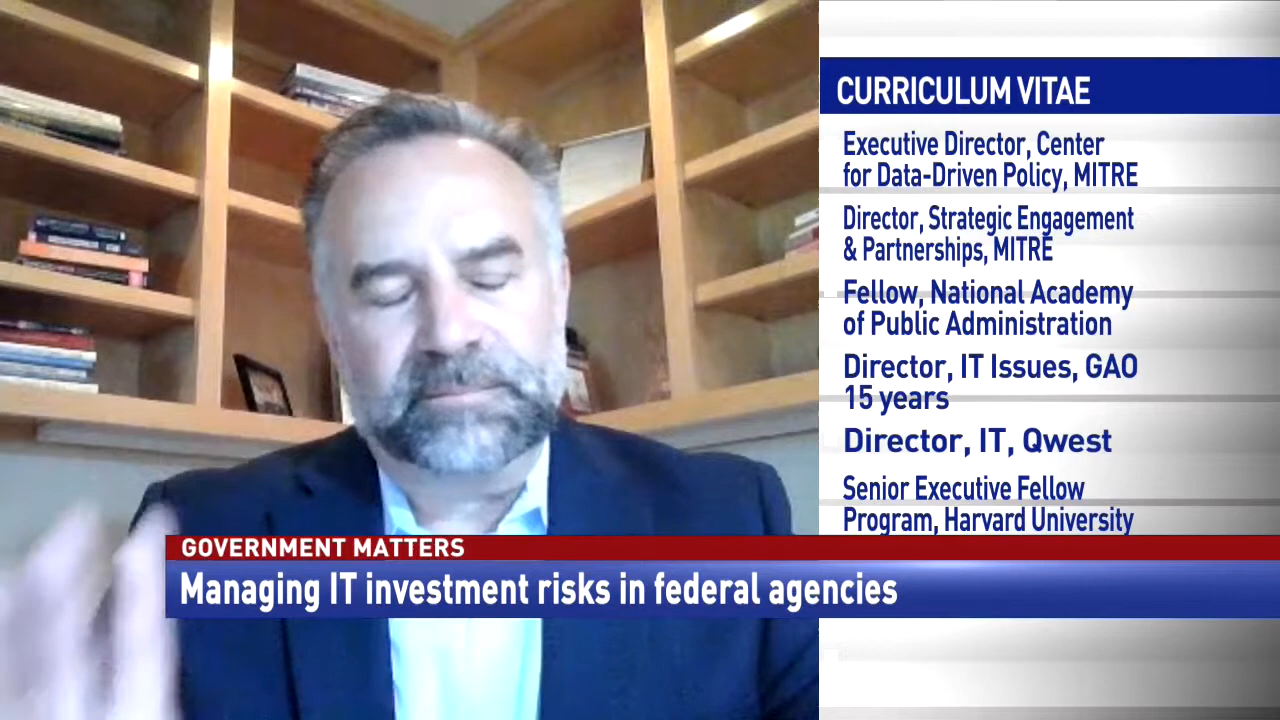 CURRICULUM VITAE
Executive Director, Center
for Data-Driven Policy, MITRE
Director, Strategic Engagement
& Partnerships, MITRE
Fellow, National Academy
of Public Administration
Director, IT Issues, GAO
15 years
Director, IT, Qwest
Senior Executive Fellow
Program, Harvard University
GOVERNMENT MATTERS
Managing IT investment risks in federal agencies